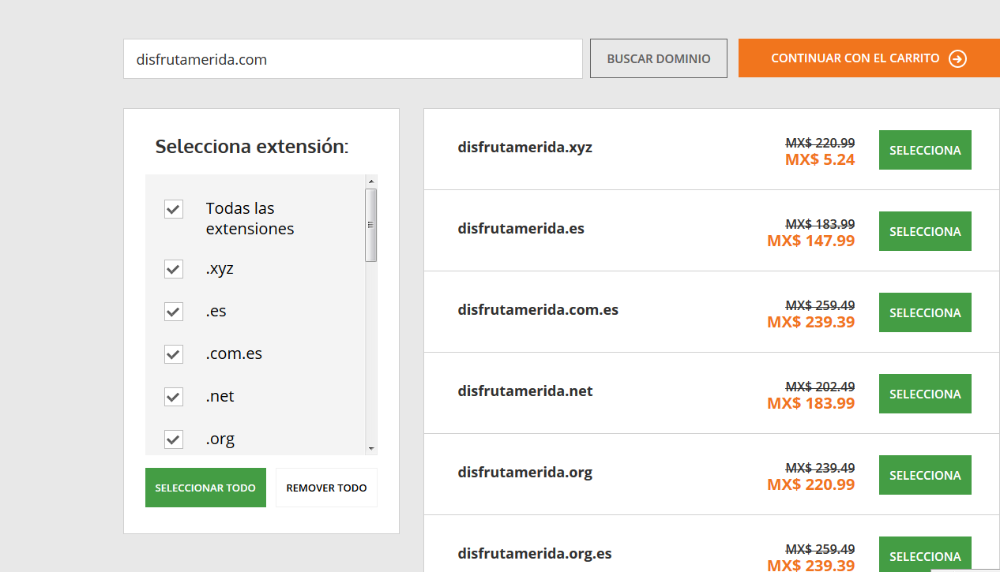 disfrutamerida.com
BUSCAR DOMINIO
CONTINUAR CON EL CARRITO
Selecciona extensión:
Todas las
extensiones
.xyz
.es
.com.es
.net
.org
SELECCIONAR TODO
REMOVER TODO
disfrutamerida.xyz
MX$ 220.99
MX$ 5.24
SELECCIONA
disfrutamerida.es
MX$ 183.99
MX$ 147.99
SELECCIONA
disfrutamerida.com.es
MX$ 259.49
MX$ 239.39
SELECCIONA
disfrutamerida.net
MX$ 202.49
MX$ 183.99
SELECCIONA
disfrutamerida.org
MX$ 239.49
MX$ 220.99
SELECCIONA
disfrutamerida.org.es
MX$ 259.49
MX$ 239.39
SELECCIONA